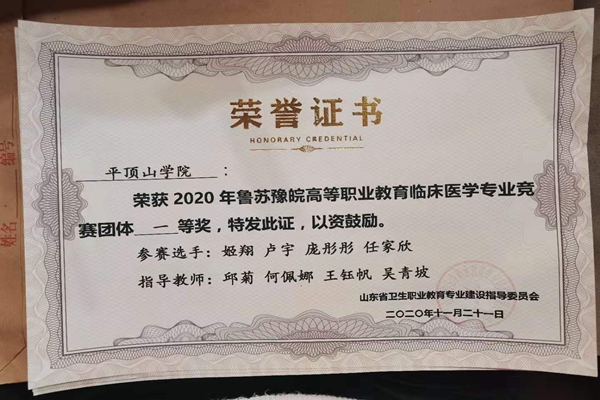 荣誉证书
HONORARY CREDENTIAL
平顶山学院：
荣获2020年鲁苏豫皖高等职业教育临床医学专业竞
赛团体一等奖，特发此证，以资鼓励。
参赛选手：姬翔 卢宇 庞彤彤 任家欣
指导教师：邱菊 何佩娜 王钰帆 吴青坡
山东省卫生职业教育专业建设指导委员会
二〇二〇年十一月二十一日
姓名
编号